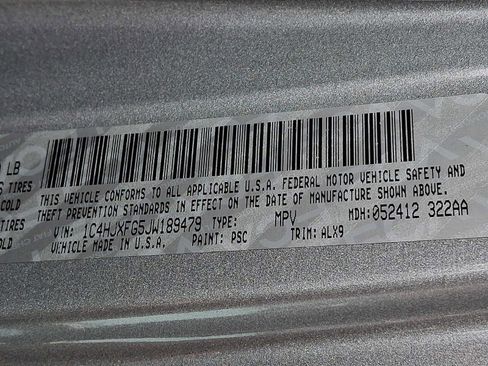 LB
TIRES
COLD
TIRES
COLD
THIS VEHICLE CONFORMS TO ALL APPLICABLE U.S.A. FEDERAL MOTOR VEHICLE SAFETY AND
THEFT PREVENTION STANDARDS IN EFFECT ON THE DATE OF MANUFACTURE SHOWN ABOVE.
VIN: 1C4HJXFG5JW189479 TYPE: MPV MDH: 052412 322AA
VEHICLE MADE IN U.S.A. PAINT: PSC TRIM: ALX9